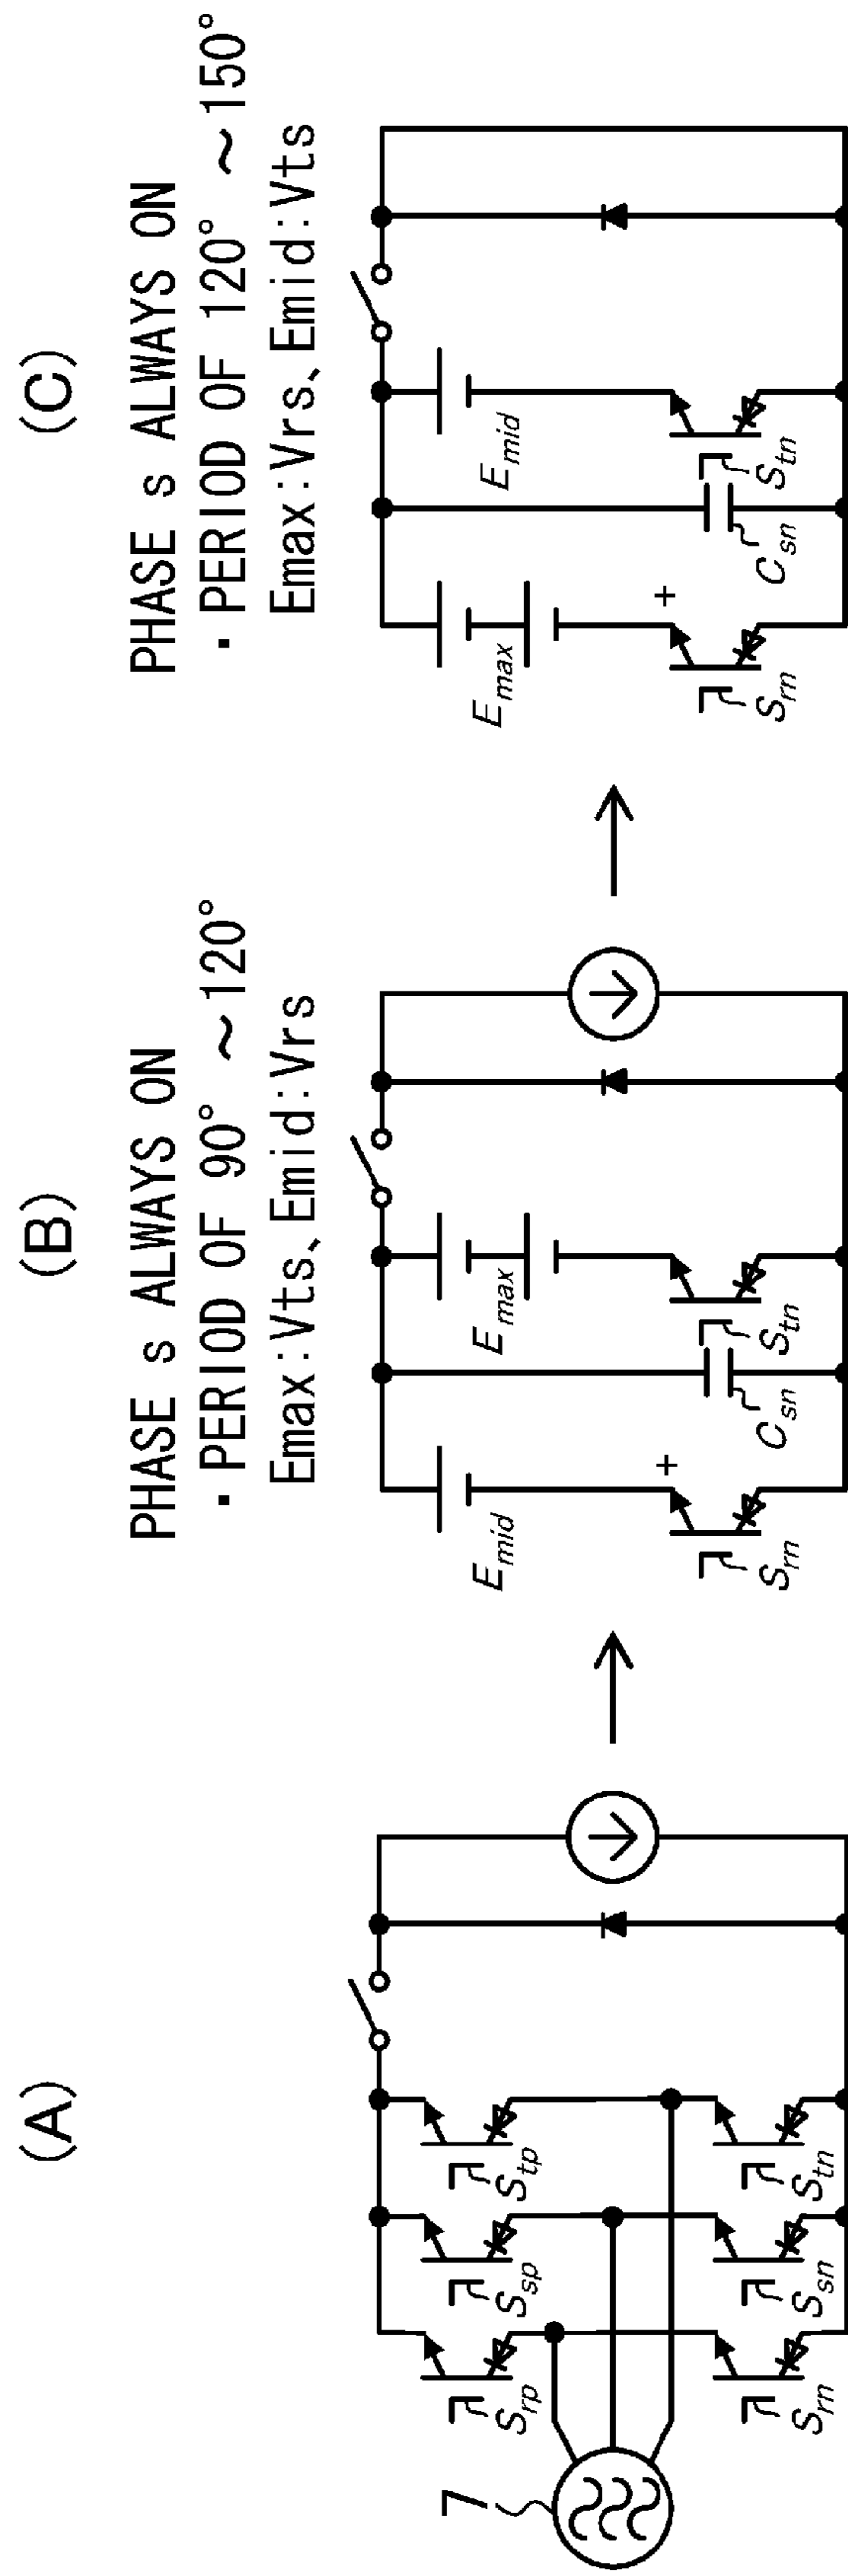 (A)
7
Srp
Ssp
Stp
Srn
Ssn
Stn
(B)
PHASE s ALWAYS ON
・PERIOD OF 90° ~120°
Emax:Vts、Emid:Vrs
Emid
Emax
+
Srn
Csn
Stn
(C)
PHASE s ALWAYS ON
・PERIOD OF 120° ~150°
Emax:Vrs、Emid:Vts
Emax
Emid
+
Srn
Csn
Stn